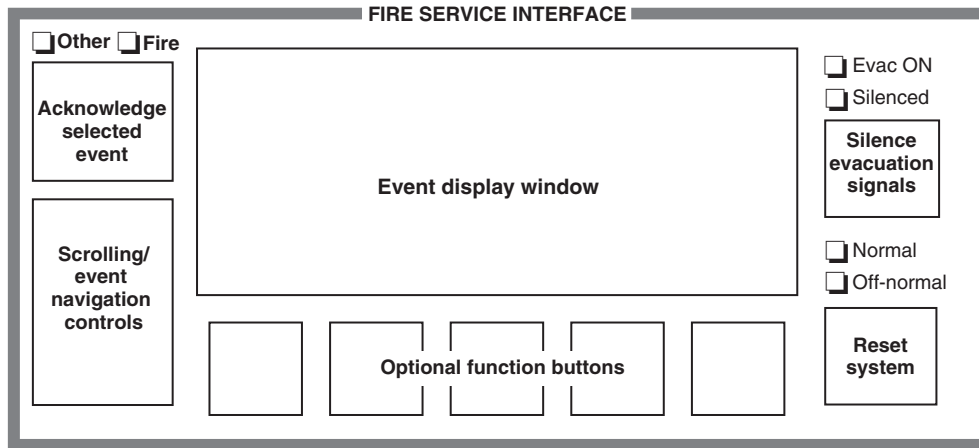 FIRE SERVICE INTERFACE
Other Fire
Acknowledge
selected
event
Scrolling/
event
navigation
controls
Event display window
Optional function buttons
Evac ON
Silenced
Silence
evacuation
signals
Normal
Off-normal
Reset
system